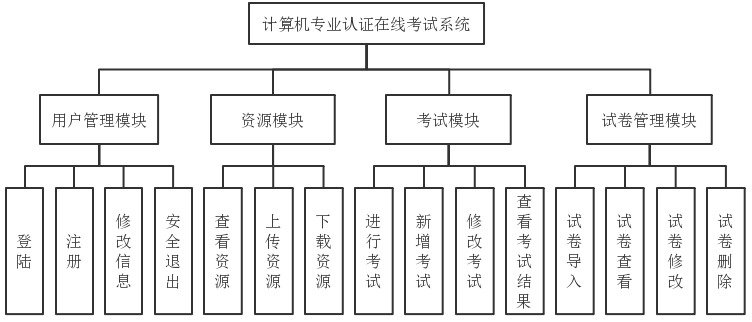 计算机专业认证在线考试系统
用户管理模块
资源模块
考试模块
试卷管理模块
登陆
注册
修改信息
安全退出
查看资源
上传资源
下载资源
进行考试
新增考试
修改考试
查看考试结果
试卷导入
试卷查看
试卷修改
试卷删除